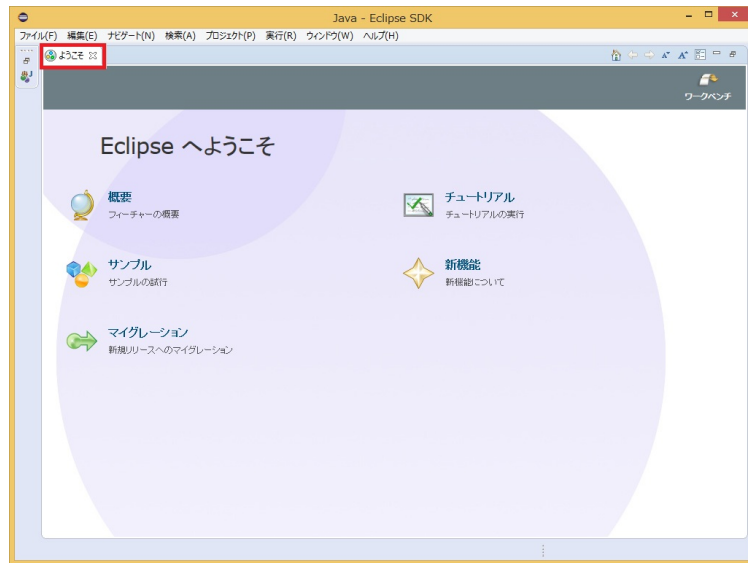 Java - Eclipse SDK
ファイル(F) 編集(E) ナビゲート(N) 検索(A) プロジェクト(P) 実行(R) ウィンドウ(W) ヘルプ(H)
ようこそ
ワークベンチ
Eclipse へようこそ
概要
フィーチャーの概要
チュートリアル
チュートリアルの実行
サンプル
サンプルの試行
新機能
新機能について
マイグレーション
新規リリースへのマイグレーション